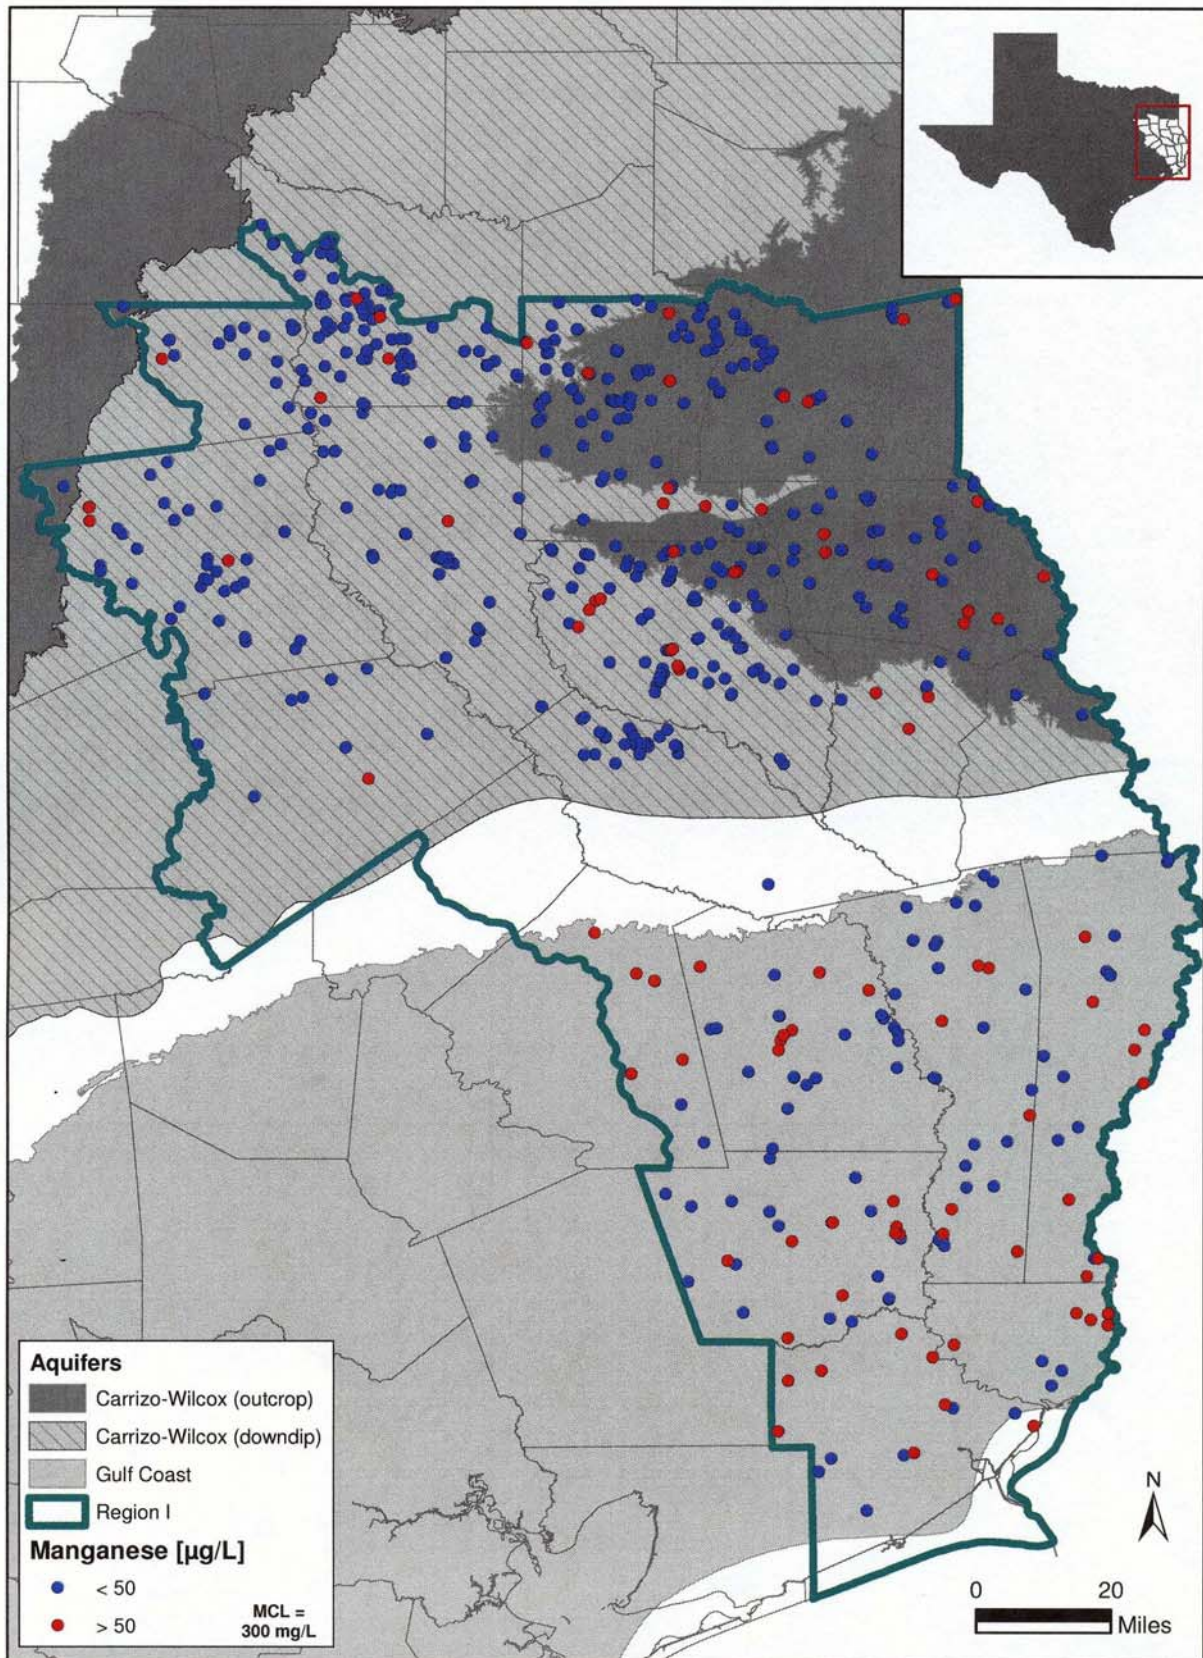 N
0 20
Miles
Aquifers
Carrizo-Wilcox (outcrop)
Carrizo-Wilcox (downdip)
Gulf Coast
Region I
Manganese [µg/L]
< 50
> 50
MCL =
300 mg/L